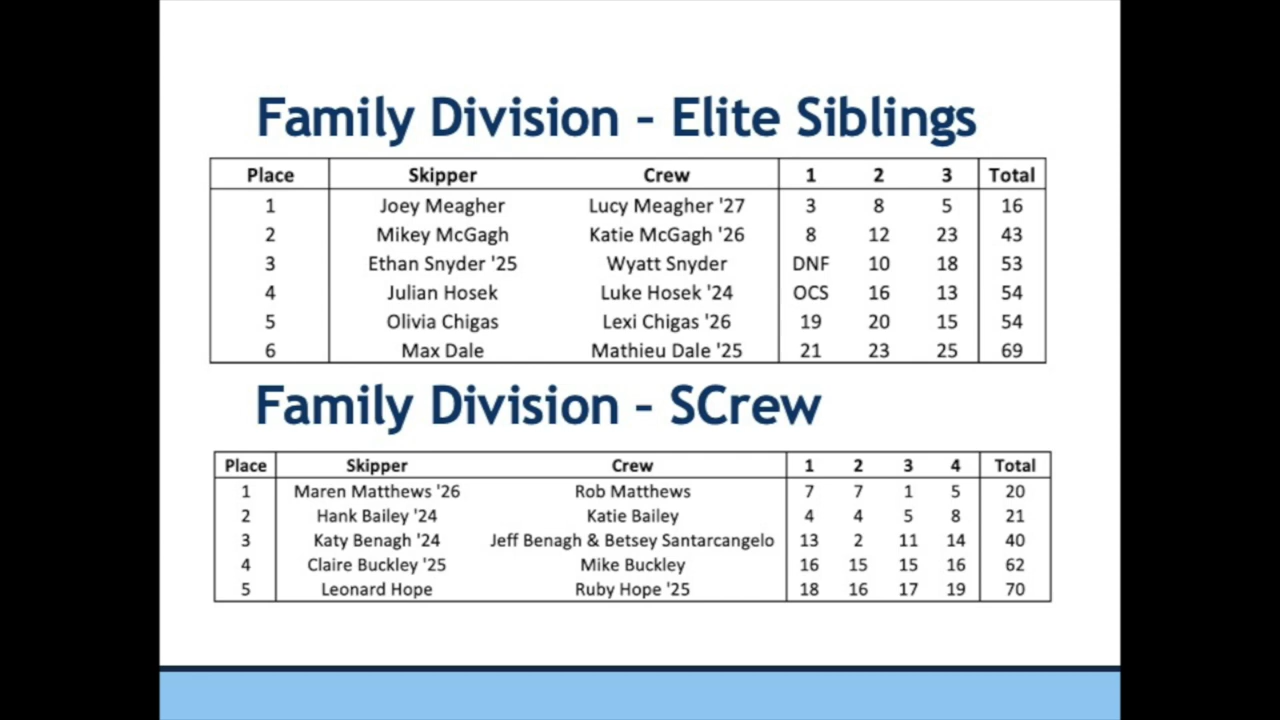 Family Division – Elite Siblings
Place Skipper Crew 1 2 3 Total
1 Joey Meagher Lucy Meagher '27 3 8 5 16
2 Mikey McGagh Katie McGagh '26 8 12 23 43
3 Ethan Snyder '25 Wyatt Snyder DNF 10 18 53
4 Julian Hosek Luke Hosek '24 OCS 16 13 54
5 Olivia Chigas Lexi Chigas '26 19 20 15 54
6 Max Dale Mathieu Dale '25 21 23 25 69
Family Division – SCrew
Place Skipper Crew 1 2 3 4 Total
1 Maren Matthews '26 Rob Matthews 7 7 1 5 20
2 Hank Bailey '24 Katie Bailey 4 4 5 8 21
3 Katy Benagh '24 Jeff Benagh & Betsey Santarcangelo 13 2 11 14 40
4 Claire Buckley '25 Mike Buckley 16 15 15 16 62
5 Leonard Hope Ruby Hope '25 18 16 17 19 70